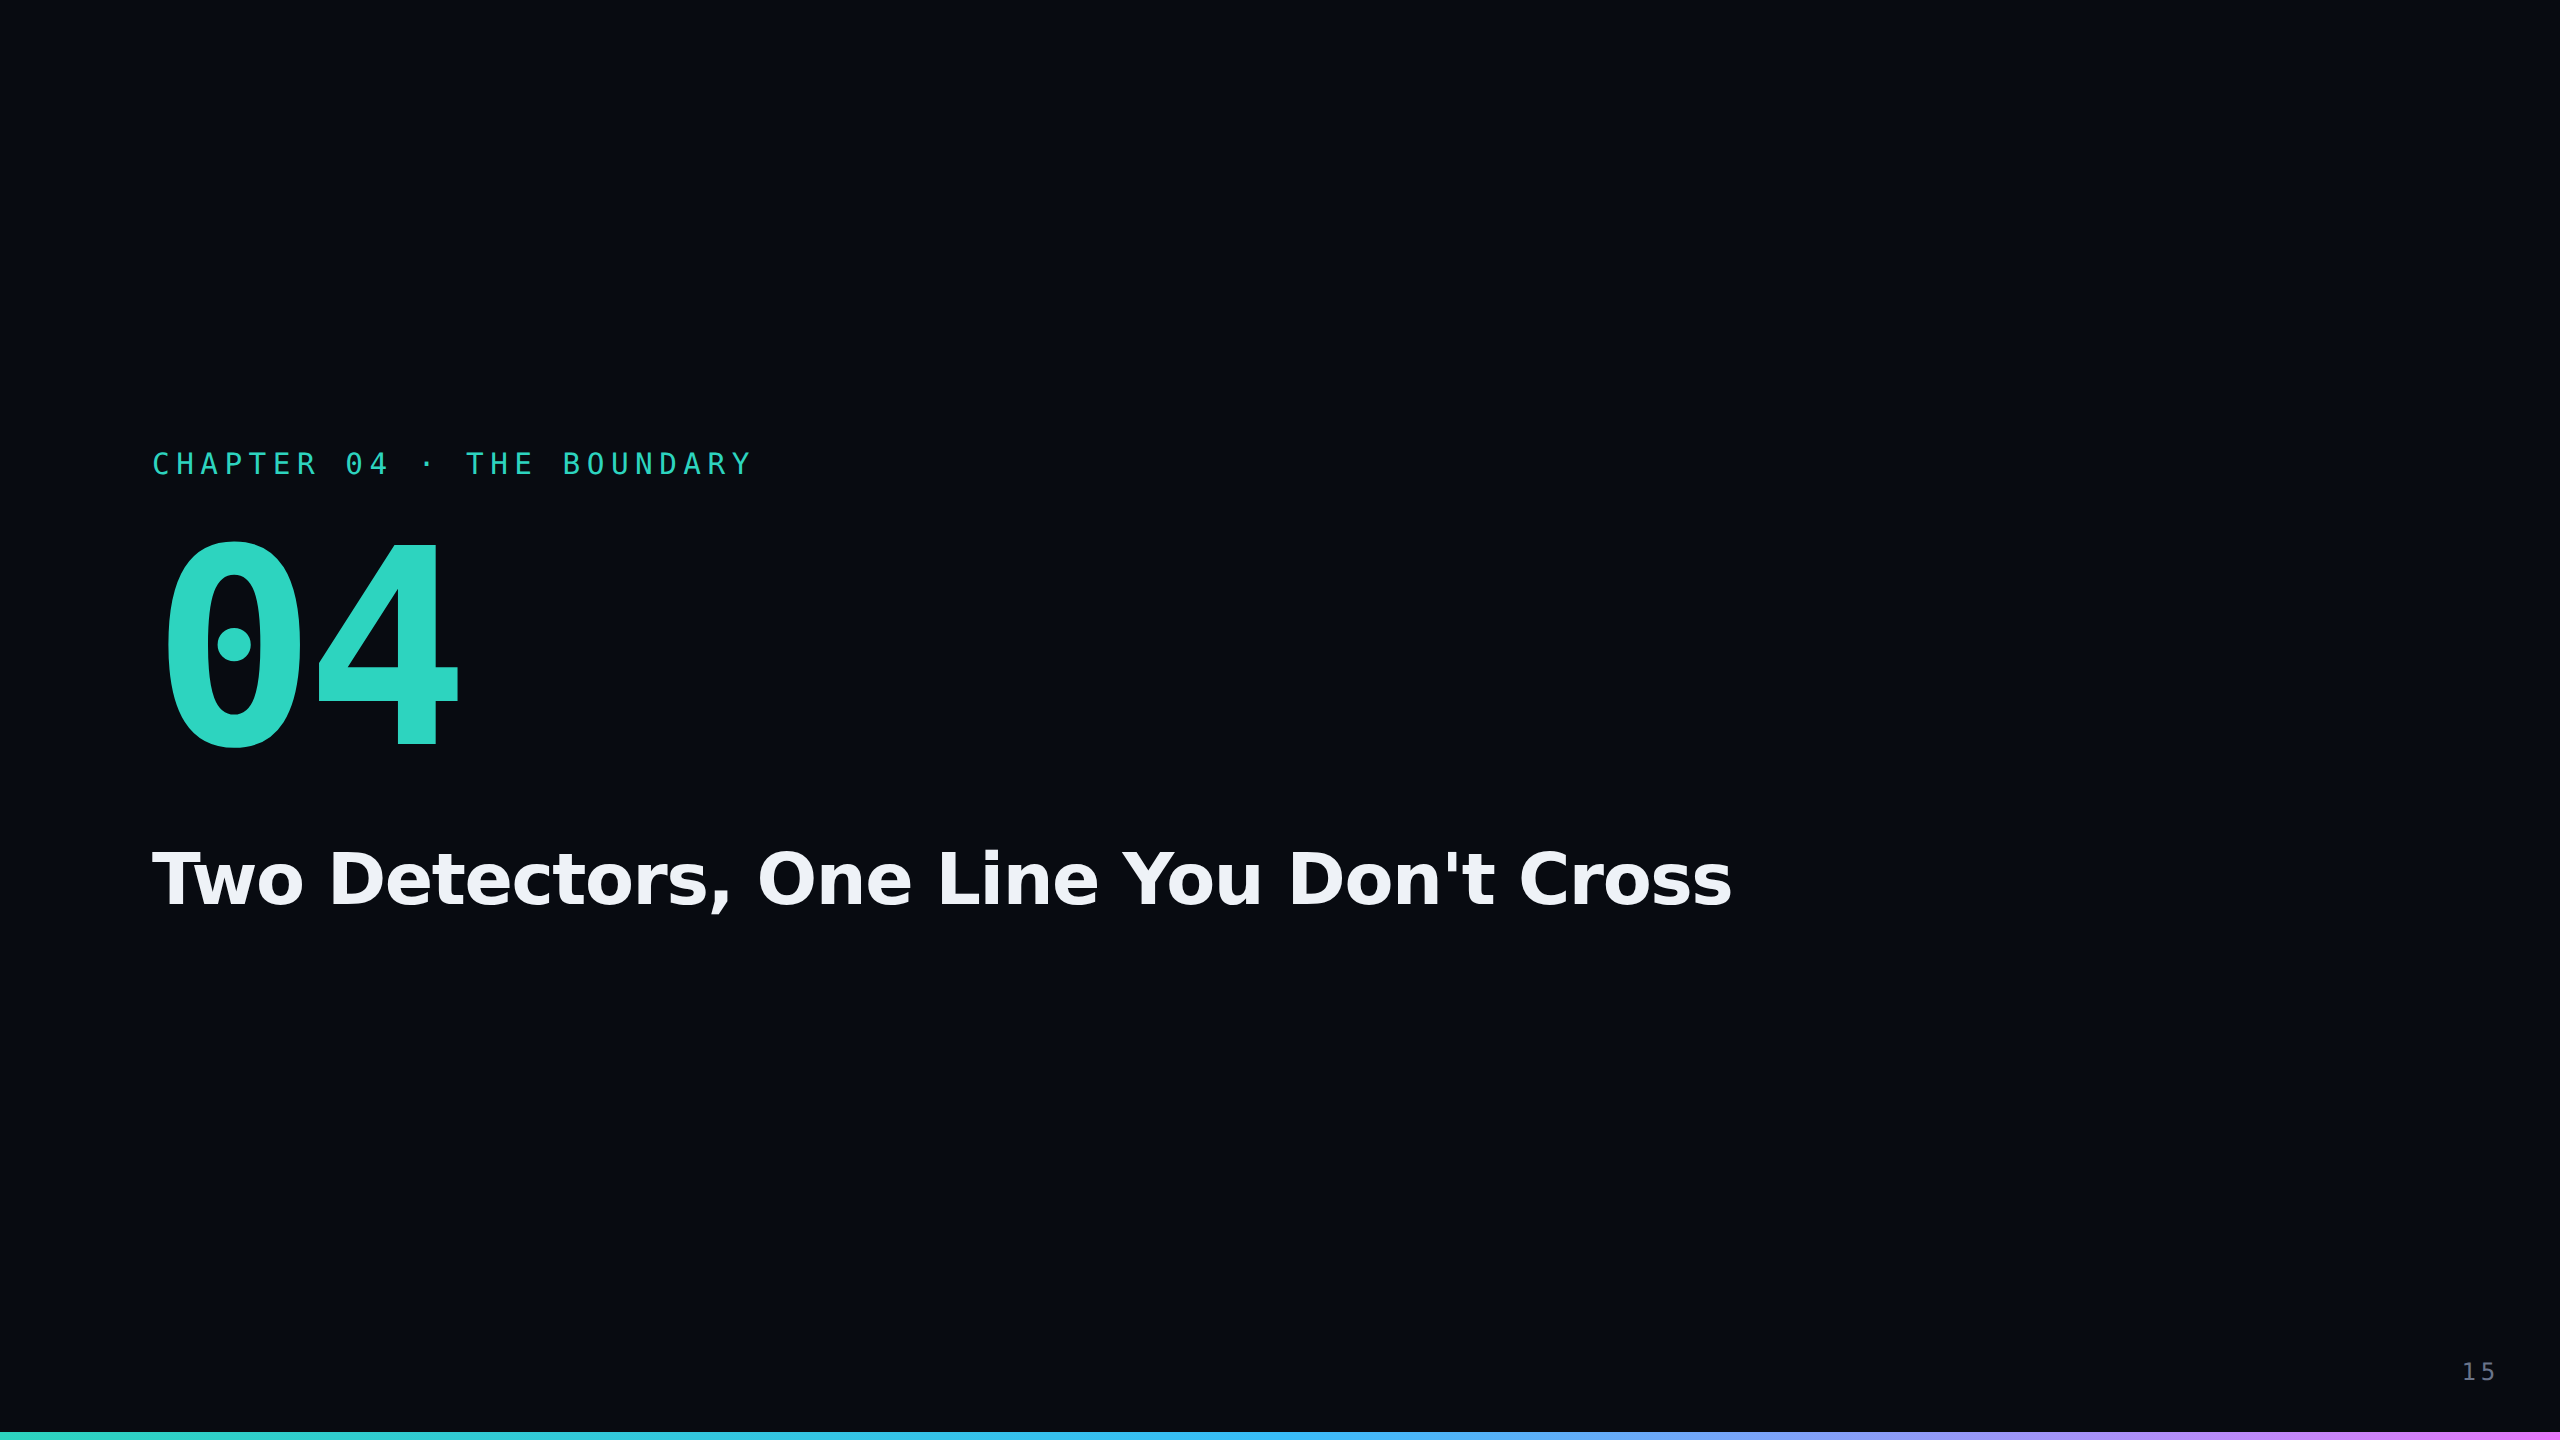 CHAPTER 04 · THE BOUNDARY
04
Two Detectors, One Line You Don't Cross
15